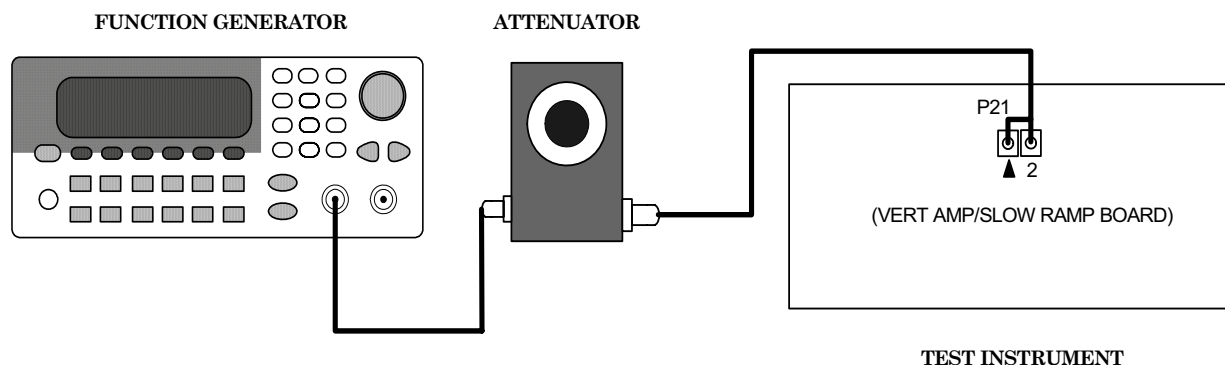 FUNCTION GENERATOR
ATTENUATOR
P21
2
(VERT AMP/SLOW RAMP BOARD)
TEST INSTRUMENT